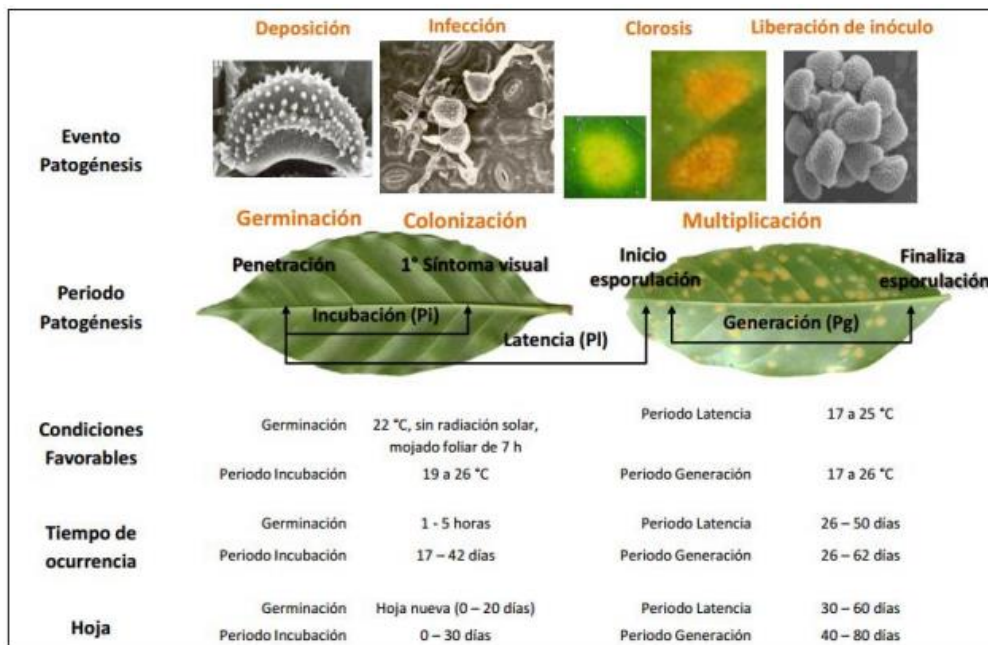 Deposición Infección Clorosis Liberación de inóculo
Evento
Patogénesis
Germinación Colonización Multiplicación
Penetración 1° Síntoma visual Inicio
esporulación Finaliza
esporulación
Periodo
Patogénesis
Incubación (Pi) Generación (Pg)
Latencia (Pl)
Condiciones
Favorables
Germinación 22 °C, sin radiación solar,
mojado foliar de 7 h
Periodo Latencia 17 a 25 °C
Periodo Incubación 19 a 26 °C Periodo Generación 17 a 26 °C
Tiempo de
ocurrencia
Germinación 1 - 5 horas Periodo Latencia 26 – 50 días
Periodo Incubación 17 – 42 días Periodo Generación 26 – 62 días
Hoja
Germinación Hoja nueva (0 – 20 días) Periodo Latencia 30 – 60 días
Periodo Incubación 0 – 30 días Periodo Generación 40 – 80 días